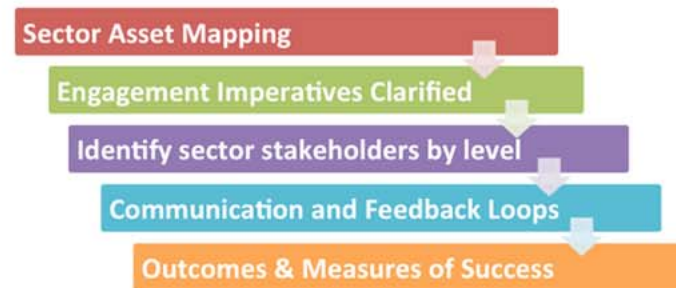 Sector Asset Mapping
Engagement Imperatives Clarified
Identify sector stakeholders by level
Communication and Feedback Loops
Outcomes & Measures of Success